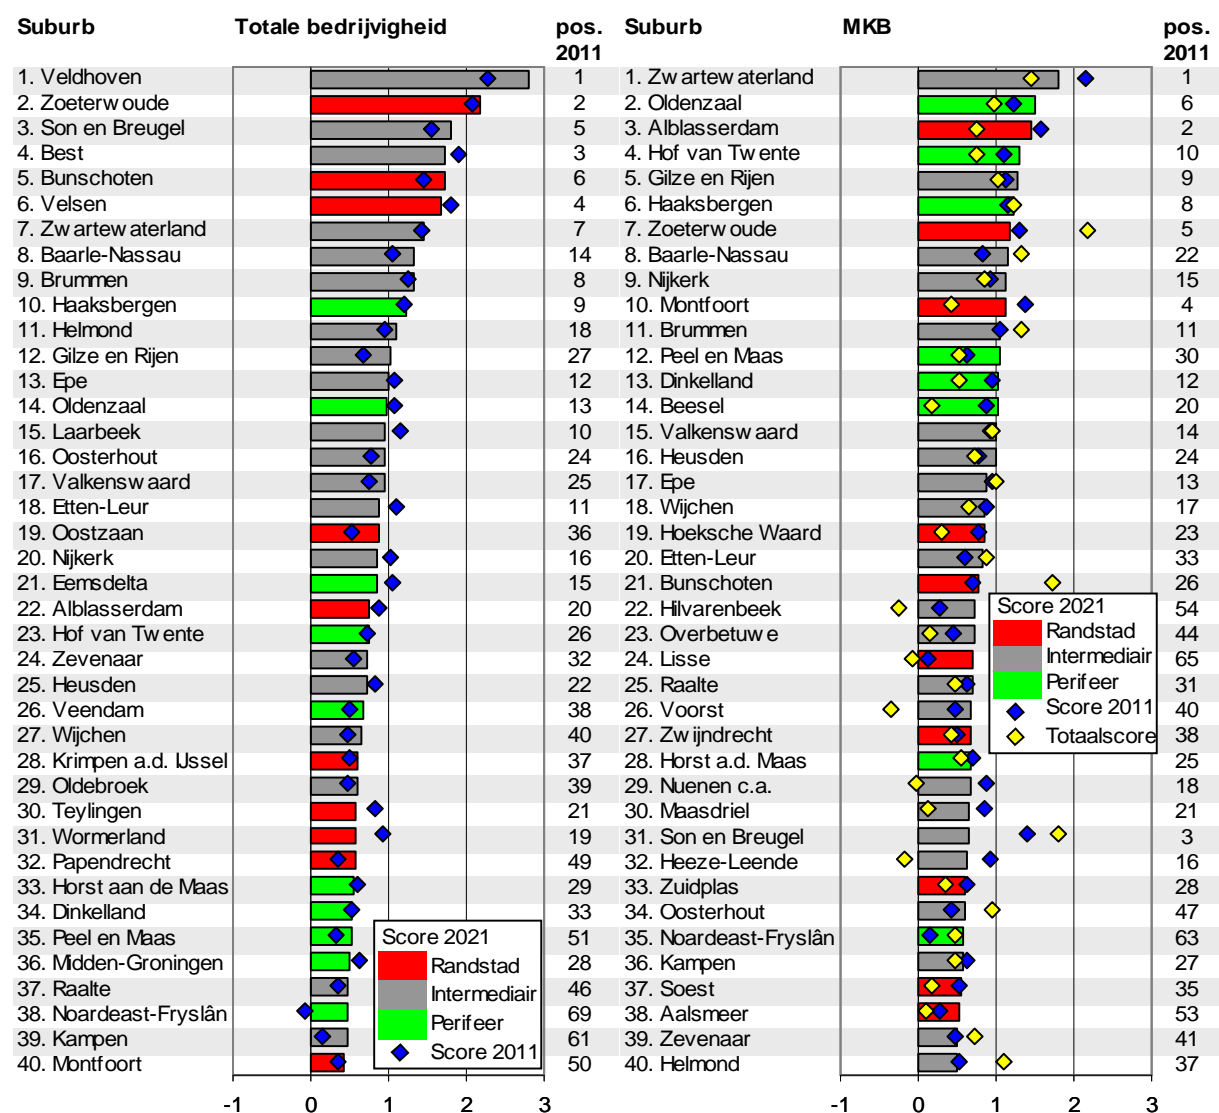 Suburb Totale bedrijvigheid pos. 2011
1. Veldhoven 1
2. Zoeterwoude 2
3. Son en Breugel 5
4. Best 3
5. Bunschoten 6
6. Velsen 4
7. Zwartewaterland 7
8. Baarle-Nassau 14
9. Brummen 8
10. Haaksbergen 9
11. Helmond 18
12. Gilze en Rijen 27
13. Epe 12
14. Oldenzaal 13
15. Laarbeek 10
16. Oosterhout 24
17. Valkenswaard 25
18. Etten-Leur 11
19. Oostzaan 36
20. Nijkerk 16
21. Eemsdelta 15
22. Alblasserdam 20
23. Hof van Twente 26
24. Zevenaar 32
25. Heusden 22
26. Veendam 38
27. Wijchen 40
28. Krimpen a.d. IJssel 37
29. Oldebroek 39
30. Teylingen 21
31. Wormerland 19
32. Papendrecht 49
33. Horst aan de Maas 29
34. Dinkelland 33
35. Peel en Maas 51
36. Midden-Groningen 28
37. Raalte 46
38. Noardeast-Fryslân 69
39. Kampen 61
40. Montfoort 50
Score 2021
Randstad
Intermediair
Perifeer
Score 2011
-1 0 1 2 3
Suburb MKB pos. 2011
1. Zwartewaterland 1
2. Oldenzaal 6
3. Alblasserdam 2
4. Hof van Twente 10
5. Gilze en Rijen 9
6. Haaksbergen 8
7. Zoeterwoude 5
8. Baarle-Nassau 22
9. Nijkerk 15
10. Montfoort 4
11. Brummen 11
12. Peel en Maas 30
13. Dinkelland 12
14. Beesel 20
15. Valkenswaard 14
16. Heusden 24
17. Epe 13
18. Wijchen 17
19. Hoeksche Waard 23
20. Etten-Leur 33
21. Bunschoten 26
22. Hilvarenbeek 54
23. Overbetuwe 44
24. Lisse 65
25. Raalte 31
26. Voorst 40
27. Zwijndrecht 38
28. Horst a.d. Maas 25
29. Nuenen c.a. 18
30. Maasdriel 21
31. Son en Breugel 3
32. Heeze-Leende 16
33. Zuidplas 28
34. Oosterhout 47
35. Noardeast-Fryslân 63
36. Kampen 27
37. Soest 35
38. Aalsmeer 53
39. Zevenaar 41
40. Helmond 37
Score 2021
Randstad
Intermediair
Perifeer
Score 2011
Totaalscore
-1 0 1 2 3